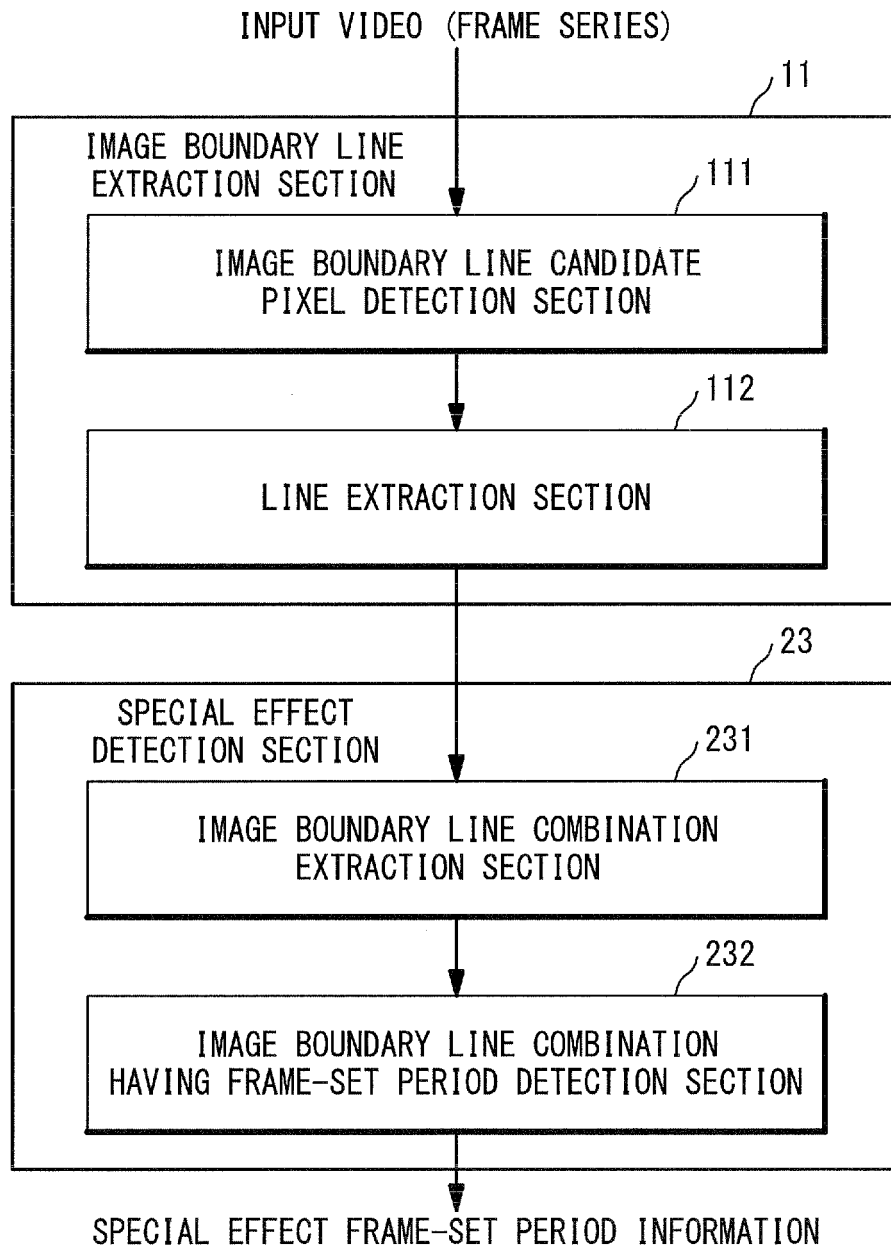 INPUT VIDEO (FRAME SERIES)
11
IMAGE BOUNDARY LINE
EXTRACTION SECTION
111
IMAGE BOUNDARY LINE CANDIDATE
PIXEL DETECTION SECTION
112
LINE EXTRACTION SECTION
23
SPECIAL EFFECT
DETECTION SECTION
231
IMAGE BOUNDARY LINE COMBINATION
EXTRACTION SECTION
232
IMAGE BOUNDARY LINE COMBINATION
HAVING FRAME-SET PERIOD DETECTION SECTION
SPECIAL EFFECT FRAME-SET PERIOD INFORMATION